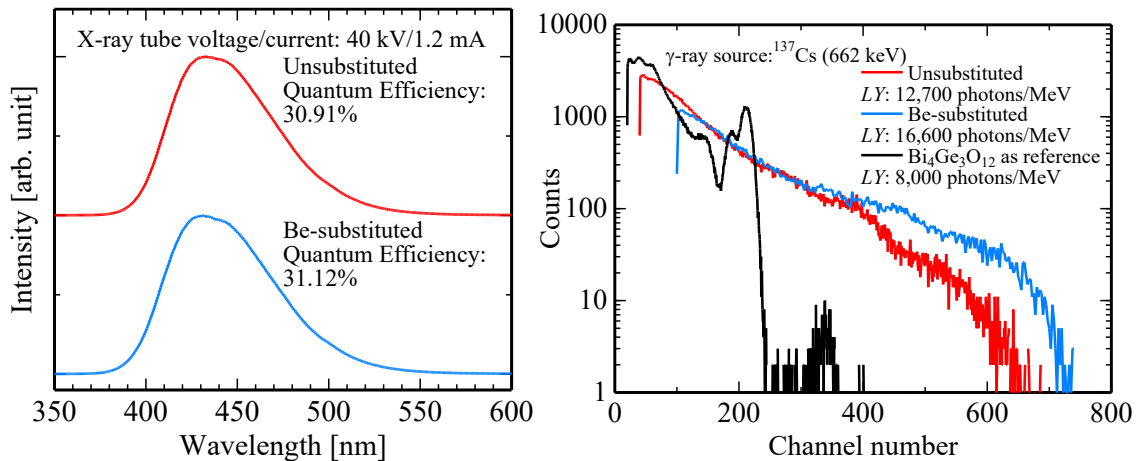 X-ray tube voltage/current: 40 kV/1.2 mA
Unsubstituted
Quantum Efficiency:
30.91%
Be-substituted
Quantum Efficiency:
31.12%
Intensity [arb. unit]
350 400 450 500 550 600
Wavelength [nm]
10000
1000
100
10
1
Counts
γ-ray source:¹³⁷Cs (662 keV)
Unsubstituted
LY: 12,700 photons/MeV
Be-substituted
LY: 16,600 photons/MeV
Bi₄Ge₃O₁₂ as reference
LY: 8,000 photons/MeV
0 200 400 600 800
Channel number